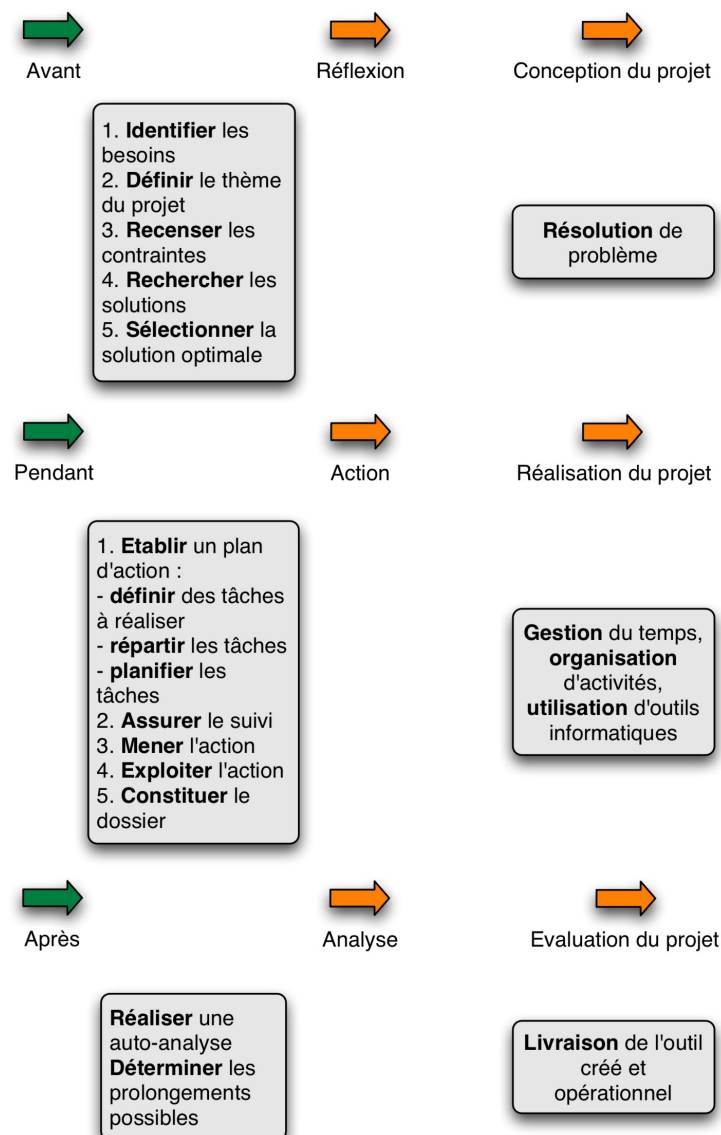 Avant
Réflexion
Conception du projet
1. Identifier les
besoins
2. Définir le thème
du projet
3. Recenser les
contraintes
4. Rechercher les
solutions
5. Sélectionner la
solution optimale
Résolution de
problème
Pendant
Action
Réalisation du projet
1. Etablir un plan
d'action :
- définir des tâches
à réaliser
- répartir les tâches
- planifier les
tâches
2. Assurer le suivi
3. Mener l'action
4. Exploiter l'action
5. Constituer le
dossier
Gestion du temps,
organisation
d'activités,
utilisation d'outils
informatiques
Après
Analyse
Evaluation du projet
Réaliser une
auto-analyse
Déterminer les
prolongements
possibles
Livraison de l'outil
créé et
opérationnel